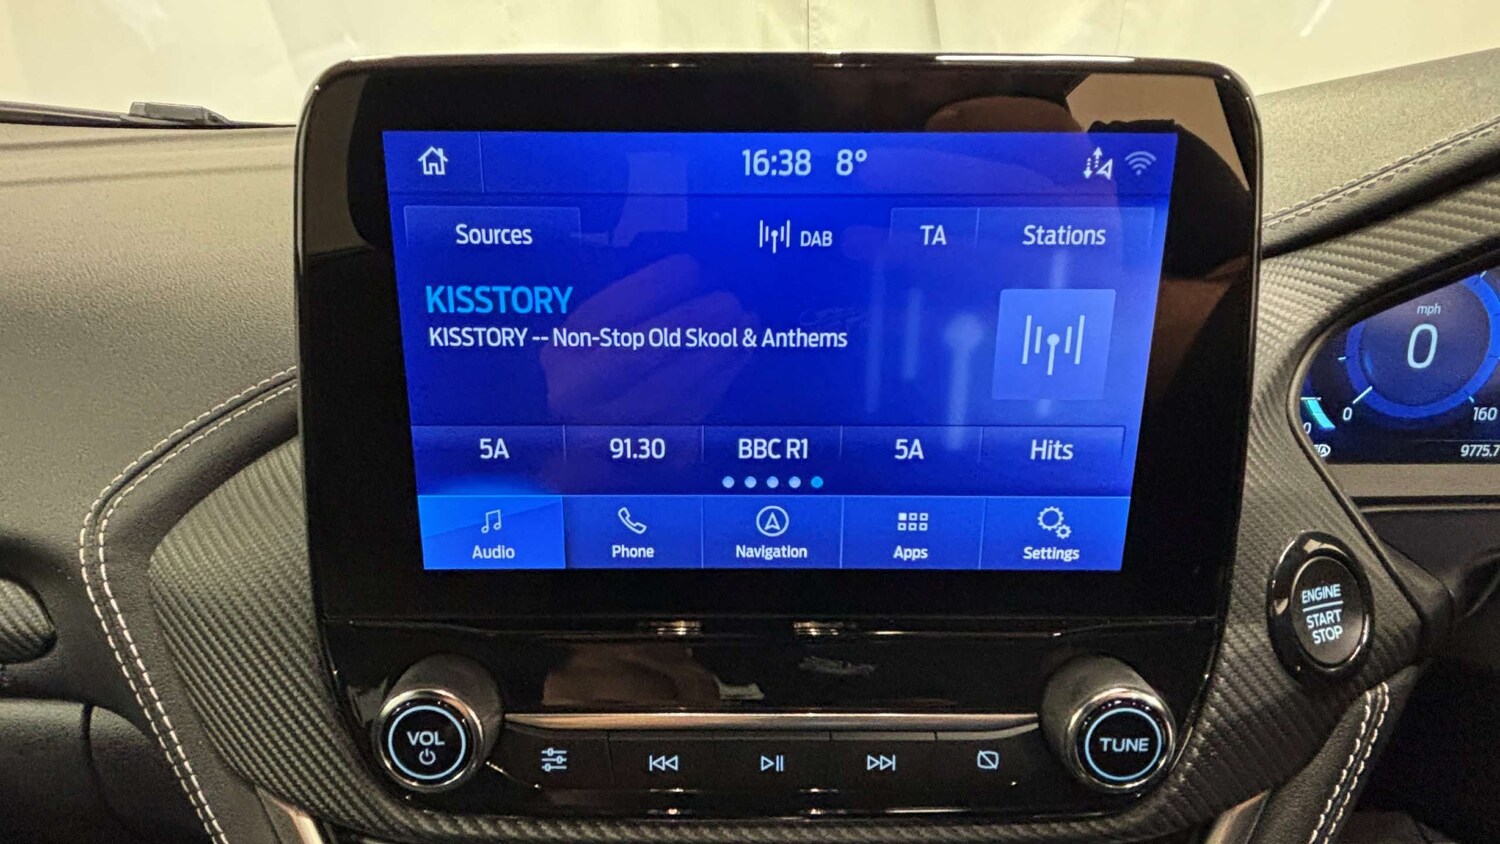 16:38 8°
Sources DAB TA Stations
KISSTORY
KISSTORY -- Non-Stop Old Skool & Anthems
5A 91.30 BBC R1 5A Hits
Audio Phone Navigation Apps Settings
VOL
TUNE
ENGINE
START
STOP
mph
0
0 160
0
9775.7